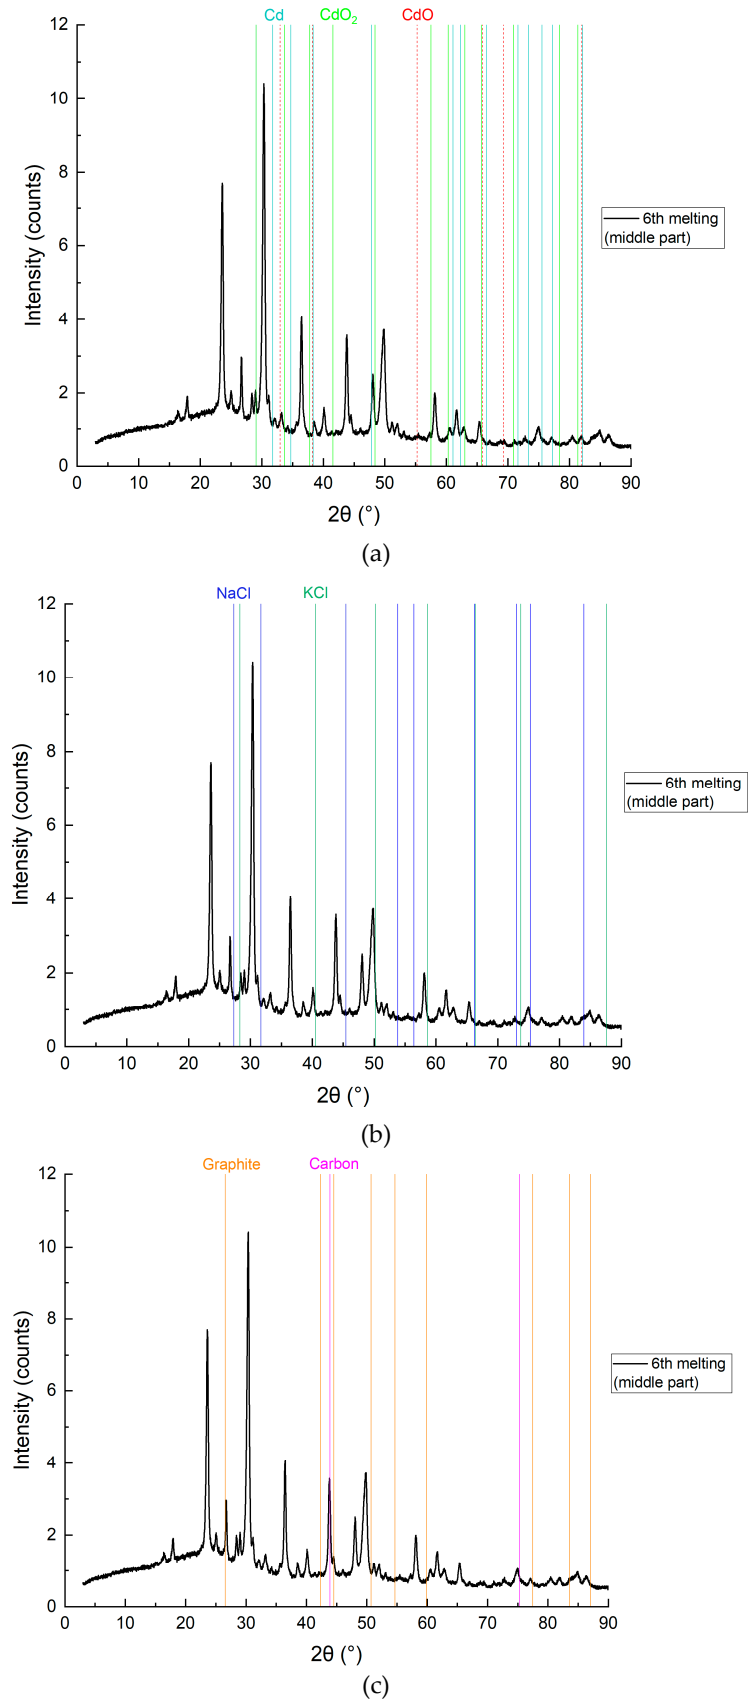 Cd CdO₂ CdO
12
10
8
6
4
2
0
Intensity (counts)
6th melting
(middle part)
0 10 20 30 40 50 60 70 80 90
2θ (°)
(a)
NaCl KCl
12
10
8
6
4
2
0
Intensity (counts)
6th melting
(middle part)
0 10 20 30 40 50 60 70 80 90
2θ (°)
(b)
Graphite Carbon
12
10
8
6
4
2
0
Intensity (counts)
6th melting
(middle part)
0 10 20 30 40 50 60 70 80 90
2θ (°)
(c)